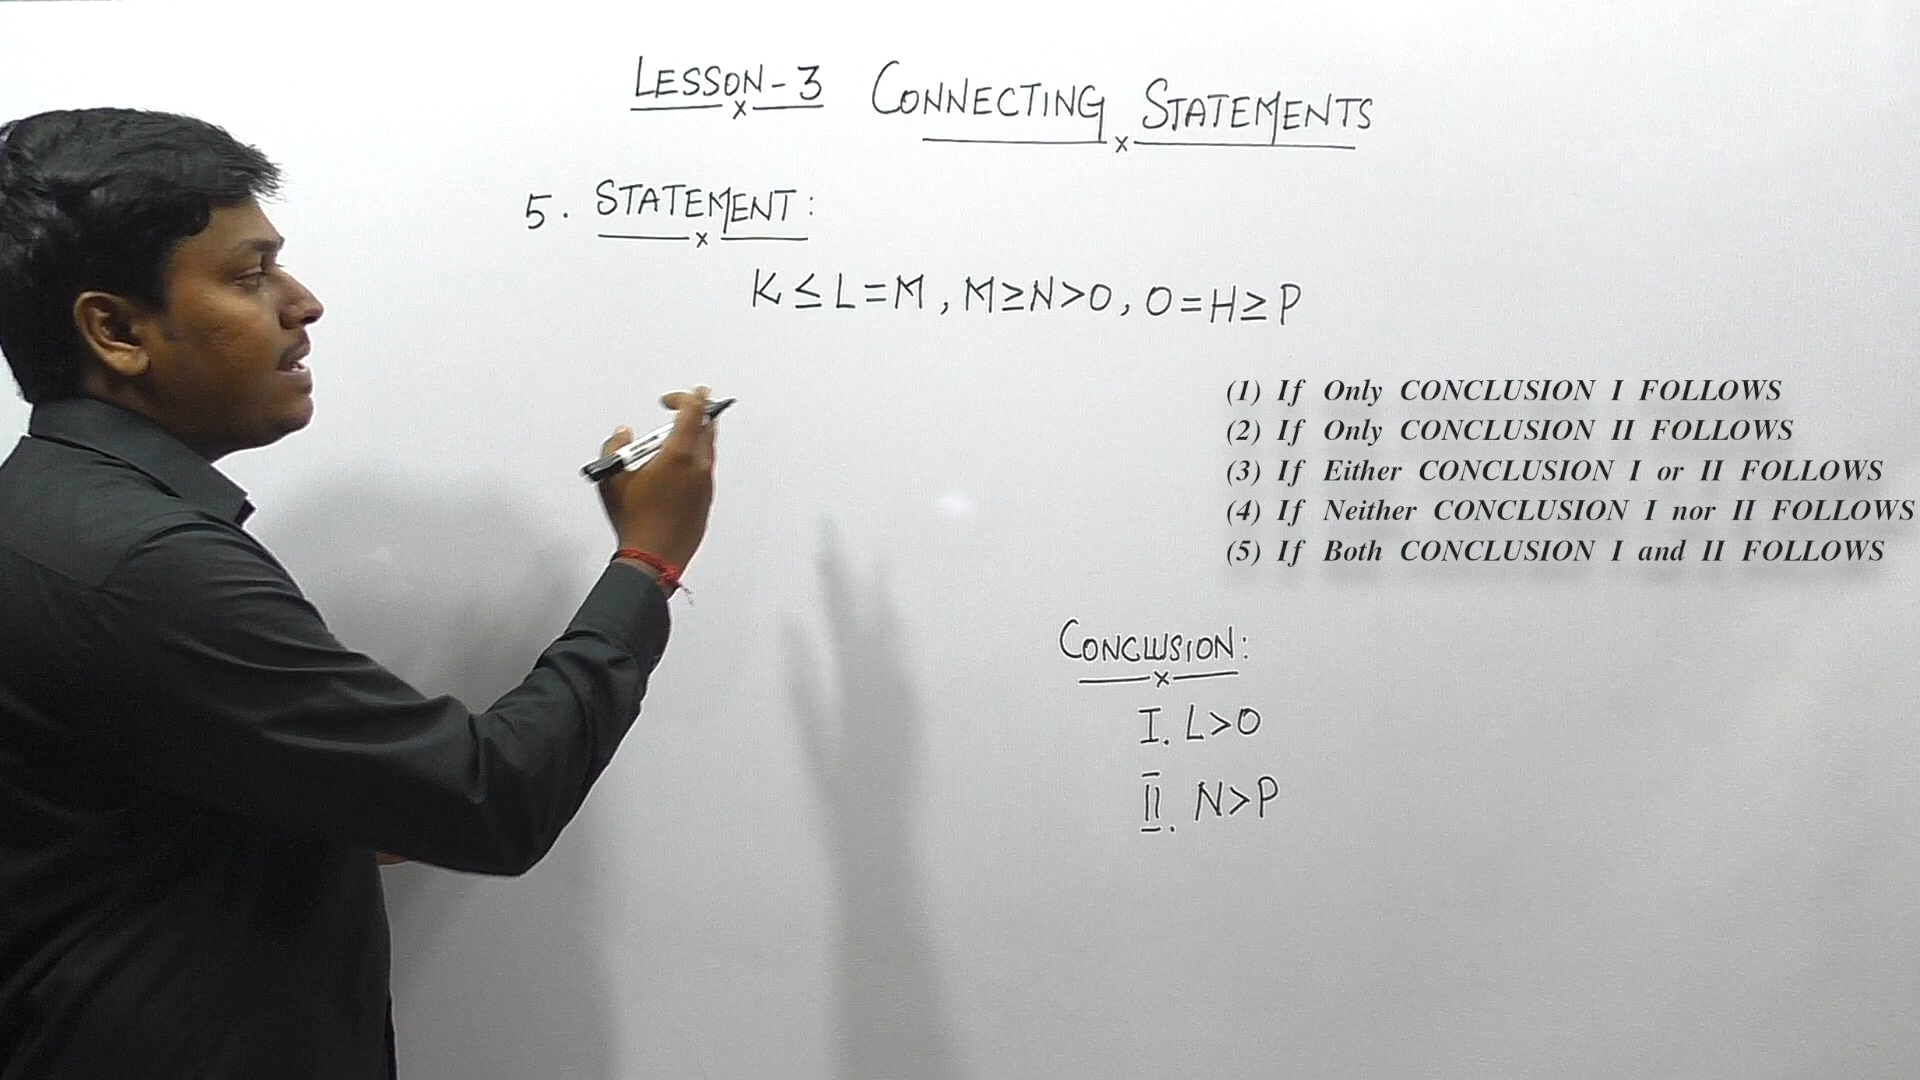 LESSON-3 CONNECTING STATEMENTS
5. STATEMENT:
K≤L=M, M≥N>O, O=H≥P
(1) If Only CONCLUSION I FOLLOWS
(2) If Only CONCLUSION II FOLLOWS
(3) If Either CONCLUSION I or II FOLLOWS
(4) If Neither CONCLUSION I nor II FOLLOWS
(5) If Both CONCLUSION I and II FOLLOWS
CONCLUSION:
I. L>O
II. N>P